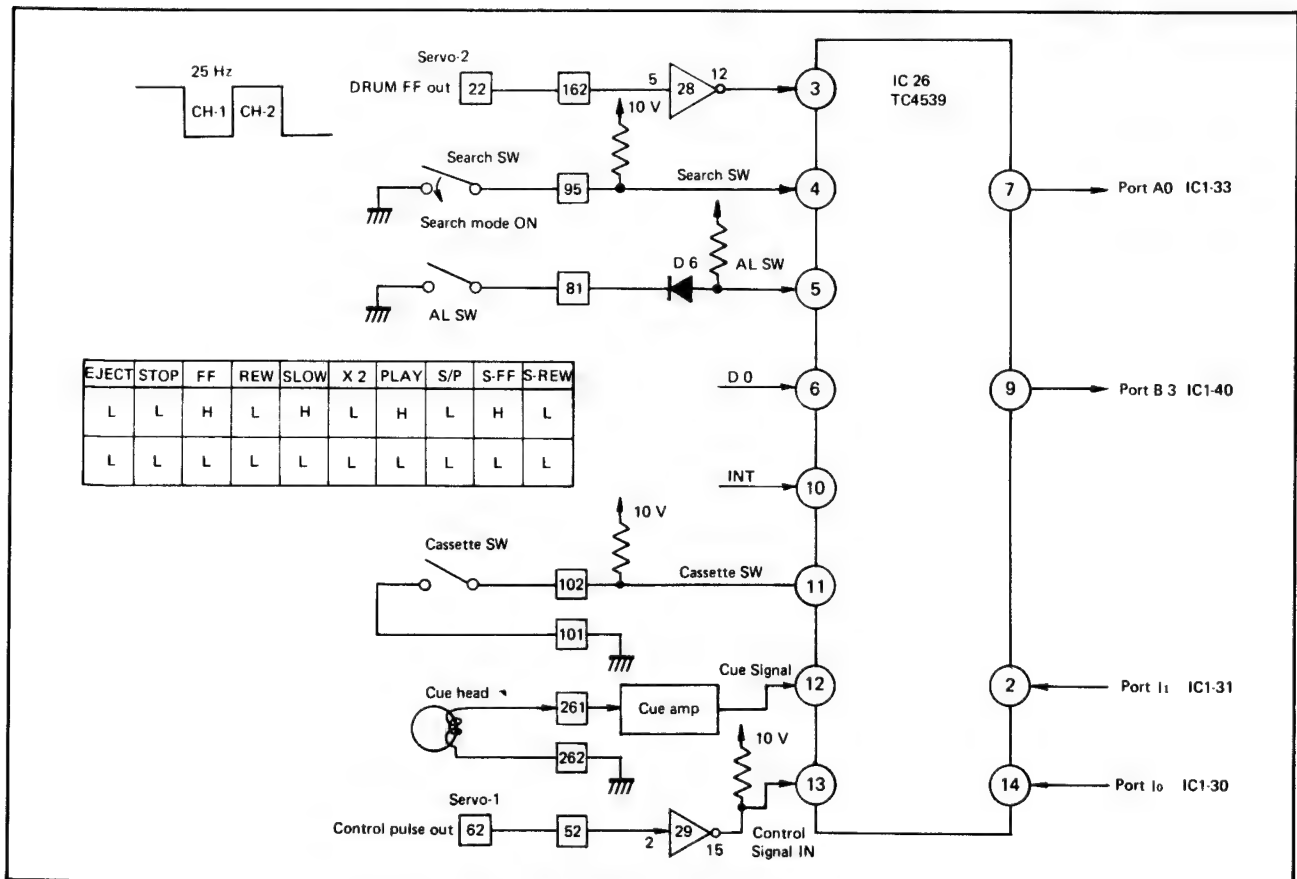 Servo-2
25 Hz
DRUM FF out 22 162 5 28 12 3
IC 26
TC4539
CH-1 CH-2
10 V
Search SW
95 Search SW 4
7 Port A0 IC1-33
Search mode ON
D 6 AL SW
81 5
AL SW
EJECT STOP FF REW SLOW X 2 PLAY S/P S-FF S-REW
L L H L H L H L H L
L L L L L L L L L L
D 0 6
9 Port B 3 IC1-40
INT 10
10 V
Cassette SW
102 Cassette SW 11
101
Cue Signal
Cue head 261 Cue amp 12
2 Port I1 IC1-31
262
10 V
13
14 Port I0 IC1-30
Servo-1
Control pulse out 62 52 2 29 15
Control
Signal IN